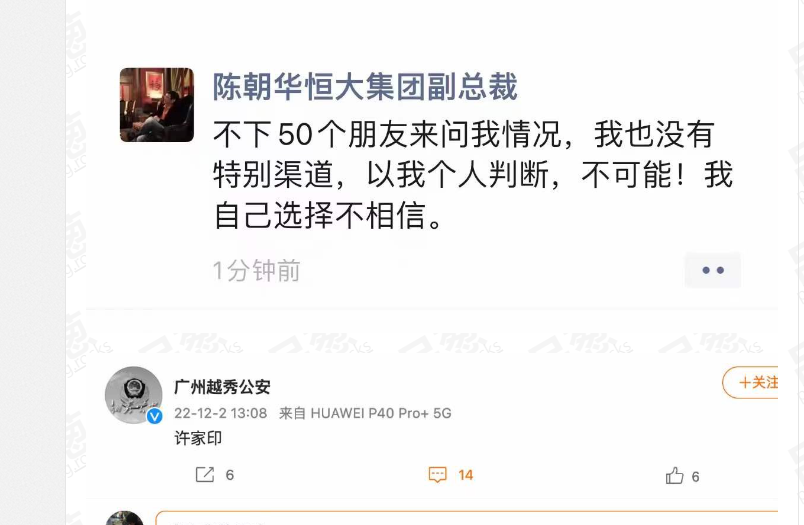 陈朝华恒大集团副总裁
不下50个朋友来问我情况，我也没有
特别渠道，以我个人判断，不可能！我
自己选择不相信。
1分钟前
广州越秀公安
22-12-2 13:08 来自 HUAWEI P40 Pro+ 5G
许家印
+关注
6
14
6